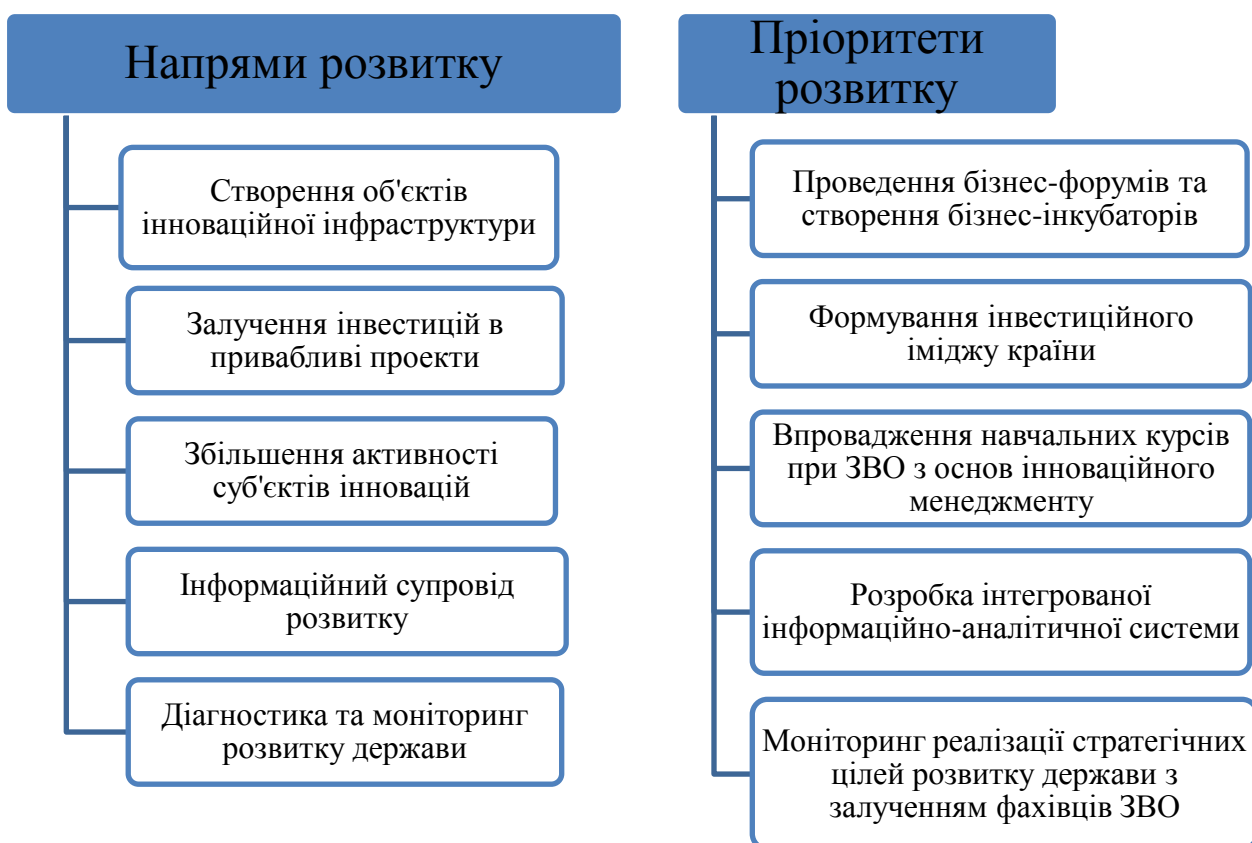 Напрями розвитку
Створення об'єктів
інноваційної інфраструктури
Залучення інвестицій в
привабливі проекти
Збільшення активності
суб'єктів інновацій
Інформаційний супровід
розвитку
Діагностика та моніторинг
розвитку держави
Пріоритети
розвитку
Проведення бізнес-форумів та
створення бізнес-інкубаторів
Формування інвестиційного
іміджу країни
Впровадження навчальних курсів
при ЗВО з основ інноваційного
менеджменту
Розробка інтегрованої
інформаційно-аналітичної системи
Моніторинг реалізації стратегічних
цілей розвитку держави з
залученням фахівців ЗВО